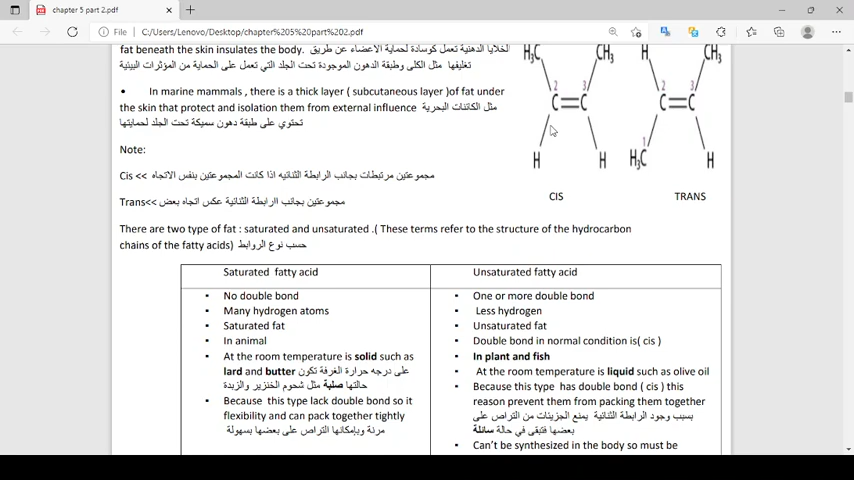 chapter 5 part 2.pdf
File
C:/Users/Lenovo/Desktop/chapter%205%20part%202.pdf
fat beneath the skin insulates the body. الخلايا الدهنية تعمل كوسادة لحماية الاعضاء عن طريق
تغليفها مثل الكلى وطبقة الدهون الموجودة تحت الجلد التي تعمل على الحماية من المؤثرات البيئية
• In marine mammals , there is a thick layer ( subcutaneous layer )of fat under
the skin that protect and isolation them from external influence مثل الكائنات البحرية
تحتوي على طبقة دهون سميكة تحت الجلد لحمايتها
Note:
Cis << مجموعتين مرتبطات بجانب الرابطة الثنائيه اذا كانت المجموعتين بنفس الاتجاه
Trans<< مجموعتين بجانب االرابطة الثنائية عكس اتجاه بعض
H₃C CH₃ H CH₃
2 3 2 3
C C C C
1
H H H₃C H
CIS TRANS
There are two type of fat : saturated and unsaturated .( These terms refer to the structure of the hydrocarbon
chains of the fatty acids) حسب نوع الروابط
Saturated fatty acid
▪ No double bond
▪ Many hydrogen atoms
▪ Saturated fat
▪ In animal
▪ At the room temperature is solid such as
lard and butter على درجه حرارة الغرفة تكون
حالتها صلبة مثل شحوم الخنزير والزبدة
▪ Because this type lack double bond so it
flexibility and can pack together tightly
مرنة وبإمكانها التراص على بعضها بسهولة
Unsaturated fatty acid
▪ One or more double bond
▪ Less hydrogen
▪ Unsaturated fat
▪ Double bond in normal condition is( cis )
▪ In plant and fish
▪ At the room temperature is liquid such as olive oil
▪ Because this type has double bond ( cis ) this
reason prevent them from packing them together
بسبب وجود الرابطة الثنائية يمنع الجزيئات من التراص على
بعضها فتبقى في حالة سائلة
▪ Can't be synthesized in the body so must be